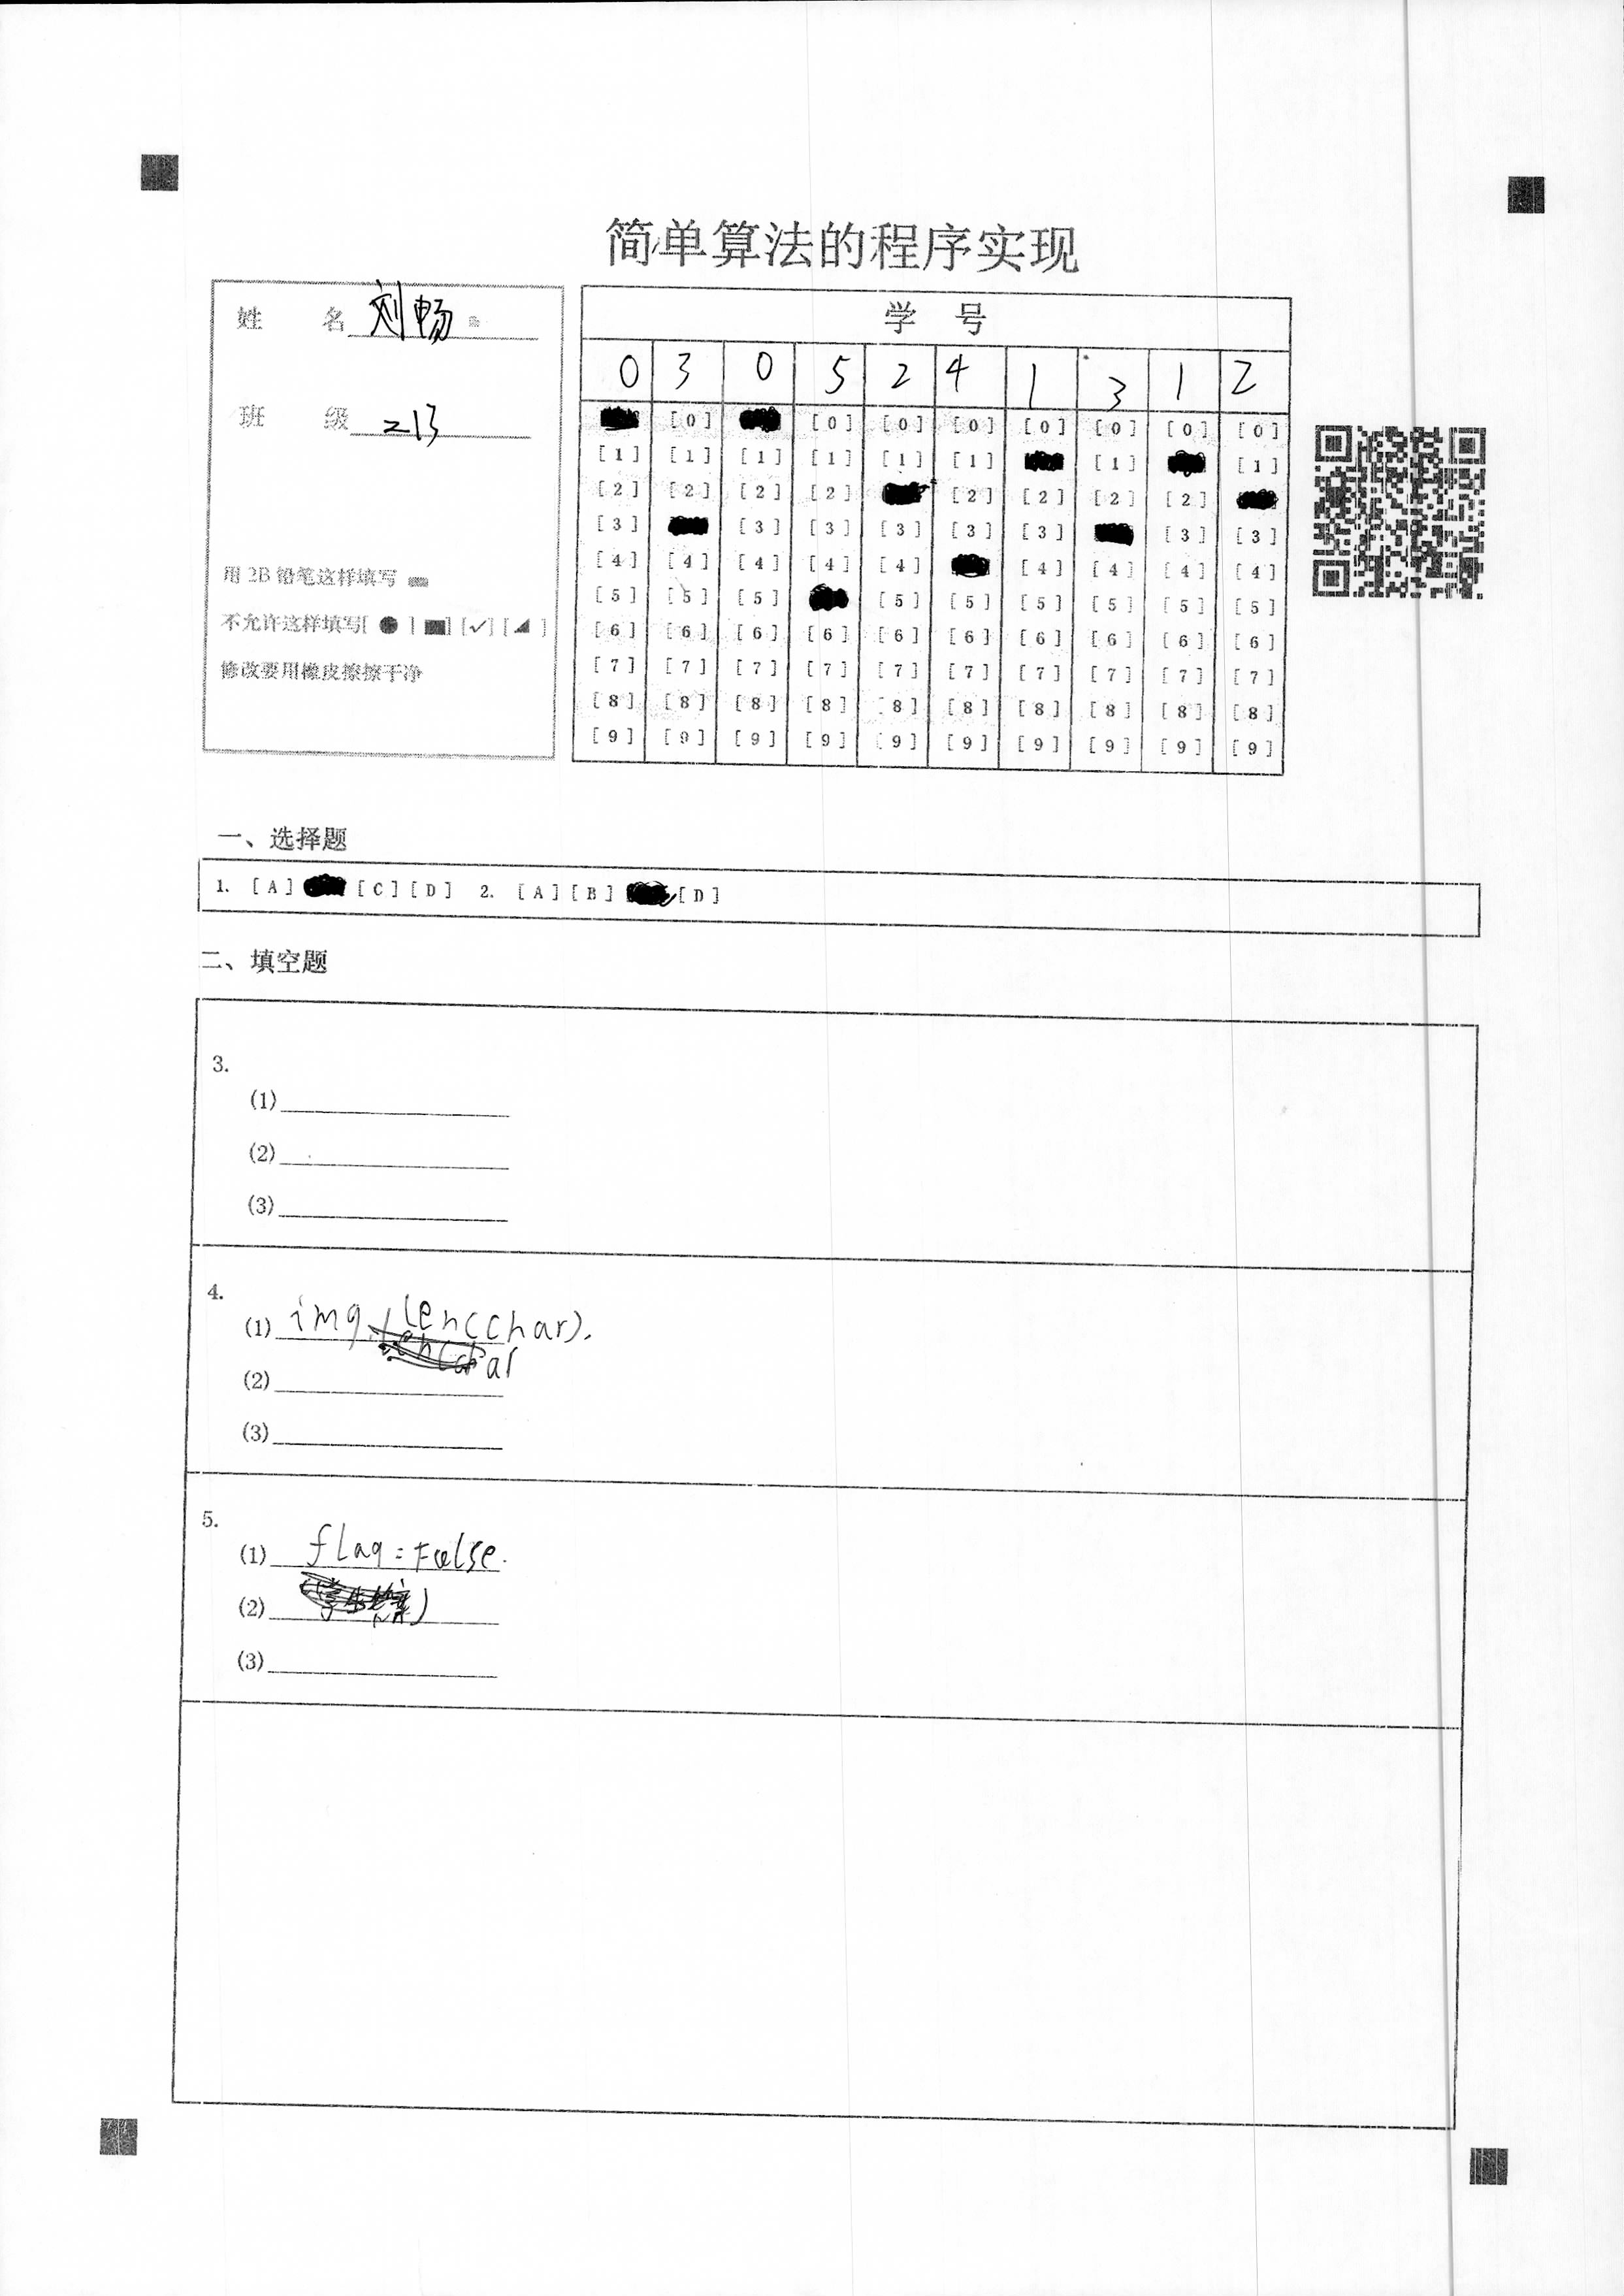 简单算法的程序实现
姓 名 刘畅
班 级 213
用 2B 铅笔这样填写
不允许这样填写[ ● ] [■] [✓] [◢ ]
修改要用橡皮擦擦干净
学 号
0 3 0 5 2 4 1 3 1 2
[0] [0] [0] [0] [0] [0] [0] [0]
[1] [1] [1] [1] [1] [1] [1] [1]
[2] [2] [2] [2] [2] [2] [2] [2]
[3] [3] [3] [3] [3] [3] [3] [3]
[4] [4] [4] [4] [4] [4] [4] [4] [4]
[5] [5] [5] [5] [5] [5] [5] [5] [5]
[6] [6] [6] [6] [6] [6] [6] [6] [6] [6]
[7] [7] [7] [7] [7] [7] [7] [7] [7] [7]
[8] [8] [8] [8] [8] [8] [8] [8] [8] [8]
[9] [9] [9] [9] [9] [9] [9] [9] [9] [9]
一、选择题
1. [A] [C] [D] 2. [A] [B] [D]
二、填空题
3.
(1)
(2)
(3)
4.
(1) img.len(char).
(2)
(3)
5.
(1) flag=False.
(2)
(3)